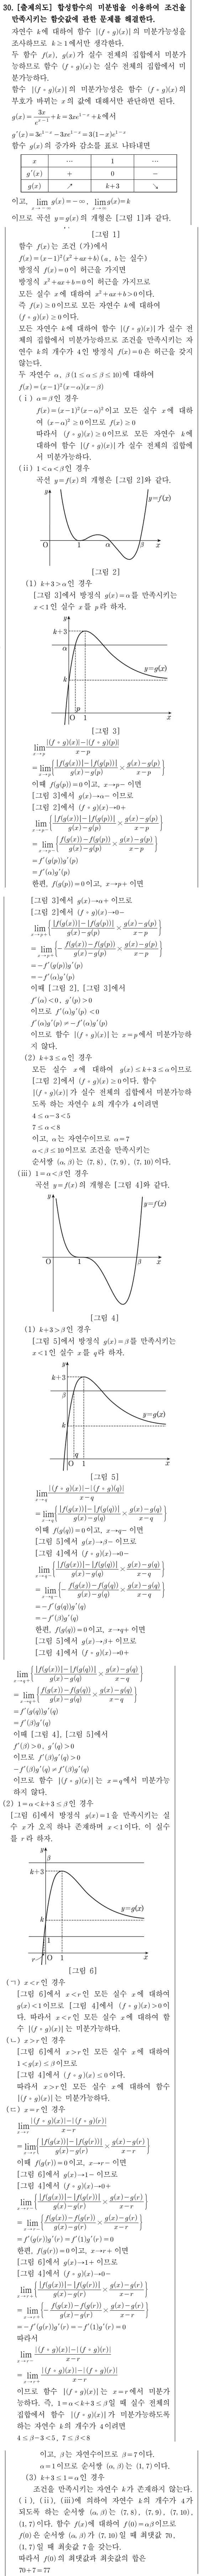 30. [출제의도] 합성함수의 미분법을 이용하여 조건을
만족시키는 함숫값에 관한 문제를 해결한다.
자연수 k에 대하여 함수 |(f∘g)(x)|의 미분가능성을
조사하므로 k≥1에서만 생각한다.
두 함수 f(x), g(x)가 실수 전체의 집합에서 미분가
능하므로 함수 (f∘g)(x)는 실수 전체의 집합에서 미
분가능하다.
함수 |(f∘g)(x)|의 미분가능성은 함수 (f∘g)(x)의
부호가 바뀌는 x의 값에 대해서만 판단하면 된다.
g(x)=3x/e^(x-1)+k=3xe^(1-x)+k에서
g'(x)=3e^(1-x)-3xe^(1-x)=3(1-x)e^(1-x)
함수 g(x)의 증가와 감소를 표로 나타내면
x ⋯ 1 ⋯
g'(x) + 0 -
g(x) ↗ k+3 ↘
이고, lim_(x→-∞) g(x)=-∞, lim_(x→∞) g(x)=k
이므로 곡선 y=g(x)의 개형은 [그림 1]과 같다.
[그림 1]
함수 f(x)는 조건 (가)에서
f(x)=(x-1)²(x²+ax+b) (a, b는 실수)
방정식 f(x)=0이 허근을 가지면
방정식 x²+ax+b=0이 허근을 가지므로
모든 실수 x에 대하여 x²+ax+b>0이다.
즉 f(x)≥0이므로 모든 자연수 k에 대하여
(f∘g)(x)≥0이다.
모든 자연수 k에 대하여 함수 |(f∘g)(x)|가 실수 전
체의 집합에서 미분가능하므로 조건을 만족시키는 자
연수 k의 개수가 4인 방정식 f(x)=0은 허근을 갖지
않는다.
두 자연수 α, β (1≤α≤β≤10)에 대하여
f(x)=(x-1)²(x-α)(x-β)
(ⅰ) α=β인 경우
f(x)=(x-1)²(x-α)²이고 모든 실수 x에 대하
여 (x-α)²≥0이므로 f(x)≥0
따라서 (f∘g)(x)≥0이므로 모든 자연수 k에
대하여 함수 |(f∘g)(x)|가 실수 전체의 집합에
서 미분가능하다.
(ⅱ) 1<α<β인 경우
곡선 y=f(x)의 개형은 [그림 2]와 같다.
y
y=f(x)
O 1 α β x
[그림 2]
(1) k+3>α인 경우
[그림 3]에서 방정식 g(x)=α를 만족시키는
x<1인 실수 x를 p라 하자.
y
k+3
α
y=g(x)
k
p
O 1 x
[그림 3]
lim_(x→p) (|(f∘g)(x)|-|(f∘g)(p)|)/(x-p)
=lim_(x→p){(|f(g(x))|-|f(g(p))|)/(g(x)-g(p))×(g(x)-g(p))/(x-p)}
이때 f(g(p))=0이고, x→p- 이면
[그림 3]에서 g(x)→α- 이므로
[그림 2]에서 (f∘g)(x)→0+
lim_(x→p-){(|f(g(x))|-|f(g(p))|)/(g(x)-g(p))×(g(x)-g(p))/(x-p)}
=lim_(x→p-){(f(g(x))-f(g(p)))/(g(x)-g(p))×(g(x)-g(p))/(x-p)}
=f'(g(p))g'(p)
=f'(α)g'(p)
한편, f(g(p))=0이고, x→p+ 이면
[그림 3]에서 g(x)→α+ 이므로
[그림 2]에서 (f∘g)(x)→0-
lim_(x→p+){(|f(g(x))|-|f(g(p))|)/(g(x)-g(p))×(g(x)-g(p))/(x-p)}
=lim_(x→p+){-(f(g(x))-f(g(p)))/(g(x)-g(p))×(g(x)-g(p))/(x-p)}
=-f'(g(p))g'(p)
=-f'(α)g'(p)
이때 [그림 2], [그림 3]에서
f'(α)<0, g'(p)>0
이므로 f'(α)g'(p)<0
f'(α)g'(p)≠-f'(α)g'(p)
이므로 함수 |(f∘g)(x)|는 x=p에서 미분가능하
지 않다.
(2) k+3≤α인 경우
모든 실수 x에 대하여 g(x)≤k+3≤α이므로
[그림 2]에서 (f∘g)(x)≥0이다. 함수
|(f∘g)(x)|가 실수 전체의 집합에서 미분가능하
도록 하는 자연수 k의 개수가 4이려면
4≤α-3<5
7≤α<8
이고, α는 자연수이므로 α=7
α<β≤10이므로 조건을 만족시키는
순서쌍 (α, β)는 (7, 8), (7, 9), (7, 10)이다.
(ⅲ) 1=α<β인 경우
곡선 y=f(x)의 개형은 [그림 4]와 같다.
y
y=f(x)
O 1 β x
[그림 4]
(1) k+3>β인 경우
[그림 5]에서 방정식 g(x)=β를 만족시키는
x<1인 실수 x를 q라 하자.
y
k+3
β
y=g(x)
k
q
O 1 x
[그림 5]
lim_(x→q) (|(f∘g)(x)|-|(f∘g)(q)|)/(x-q)
=lim_(x→q){(|f(g(x))|-|f(g(q))|)/(g(x)-g(q))×(g(x)-g(q))/(x-q)}
이때 f(g(q))=0이고, x→q- 이면
[그림 5]에서 g(x)→β- 이므로
[그림 4]에서 (f∘g)(x)→0-
lim_(x→q-){(|f(g(x))|-|f(g(q))|)/(g(x)-g(q))×(g(x)-g(q))/(x-q)}
=lim_(x→q-){-(f(g(x))-f(g(q)))/(g(x)-g(q))×(g(x)-g(q))/(x-q)}
=-f'(g(q))g'(q)
=-f'(β)g'(q)
한편, f(g(q))=0이고, x→q+ 이면
[그림 5]에서 g(x)→β+ 이므로
[그림 4]에서 (f∘g)(x)→0+
lim_(x→q+){(|f(g(x))|-|f(g(q))|)/(g(x)-g(q))×(g(x)-g(q))/(x-q)}
=lim_(x→q+){(f(g(x))-f(g(q)))/(g(x)-g(q))×(g(x)-g(q))/(x-q)}
=f'(g(q))g'(q)
=f'(β)g'(q)
이때 [그림 4], [그림 5]에서
f'(β)>0, g'(q)>0
이므로 f'(β)g'(q)>0
-f'(β)g'(q)≠f'(β)g'(q)
이므로 함수 |(f∘g)(x)|는 x=q에서 미분가능
하지 않다.
(2) 1=α<k+3≤β인 경우
[그림 6]에서 방정식 g(x)=1을 만족시키는 실
수 x가 오직 하나 존재하며 x<1이다. 이 실수
를 r라 하자.
y
β
k+3
y=g(x)
k
1
r O 1 x
[그림 6]
(ㄱ) x<r인 경우
[그림 6]에서 x<r인 모든 실수 x에 대하여
g(x)<1이므로 [그림 4]에서 (f∘g)(x)>0이
다. 따라서 x<r인 모든 실수 x에 대하여 함
수 |(f∘g)(x)|는 미분가능하다.
(ㄴ) x>r인 경우
[그림 6]에서 x>r인 모든 실수 x에 대하여
1<g(x)≤β이므로
[그림 4]에서 (f∘g)(x)≤0이다.
따라서 x>r인 모든 실수 x에 대하여 함수
|(f∘g)(x)|는 미분가능하다.
(ㄷ) x=r인 경우
lim_(x→r) (|(f∘g)(x)|-|(f∘g)(r)|)/(x-r)
=lim_(x→r){(|f(g(x))|-|f(g(r))|)/(g(x)-g(r))×(g(x)-g(r))/(x-r)}
이때 f(g(r))=0이고, x→r- 이면
[그림 6]에서 g(x)→1- 이므로
[그림 4]에서 (f∘g)(x)→0+
lim_(x→r-){(|f(g(x))|-|f(g(r))|)/(g(x)-g(r))×(g(x)-g(r))/(x-r)}
=lim_(x→r-){(f(g(x))-f(g(r)))/(g(x)-g(r))×(g(x)-g(r))/(x-r)}
=f'(g(r))g'(r)=f'(1)g'(r)=0
한편, f(g(r))=0이고, x→r+ 이면
[그림 6]에서 g(x)→1+ 이므로
[그림 4]에서 (f∘g)(x)→0-
lim_(x→r+){(|f(g(x))|-|f(g(r))|)/(g(x)-g(r))×(g(x)-g(r))/(x-r)}
=lim_(x→r+){-(f(g(x))-f(g(r)))/(g(x)-g(r))×(g(x)-g(r))/(x-r)}
=-f'(g(r))g'(r)=-f'(1)g'(r)=0
따라서
lim_(x→r-) (|(f∘g)(x)|-|(f∘g)(r)|)/(x-r)
=lim_(x→r+) (|(f∘g)(x)|-|(f∘g)(r)|)/(x-r)
이므로 함수 |(f∘g)(x)|는 x=r에서 미분가
능하다. 즉, 1=α<k+3≤β일 때 실수 전체의
집합에서 함수 |(f∘g)(x)|가 미분가능하도록
하는 자연수 k의 개수가 4이려면
4≤β-3<5, 7≤β<8
이고, β는 자연수이므로 β=7이다.
α=1이므로 순서쌍 (α, β)는 (1, 7)이다.
(3) k+3≤1=α인 경우
조건을 만족시키는 자연수 k가 존재하지 않는다.
(ⅰ), (ⅱ), (ⅲ)에 의하여 자연수 k의 개수가 4가
되도록 하는 순서쌍 (α, β)는 (7, 8), (7, 9), (7, 10),
(1, 7)이다. 함수 f(x)에 대하여 f(0)=αβ이므로
f(0)은 순서쌍 (α, β)가 (7, 10)일 때 최댓값 70,
(1, 7)일 때 최솟값 7을 갖는다.
따라서 f(0)의 최댓값과 최솟값의 합은
70+7=77